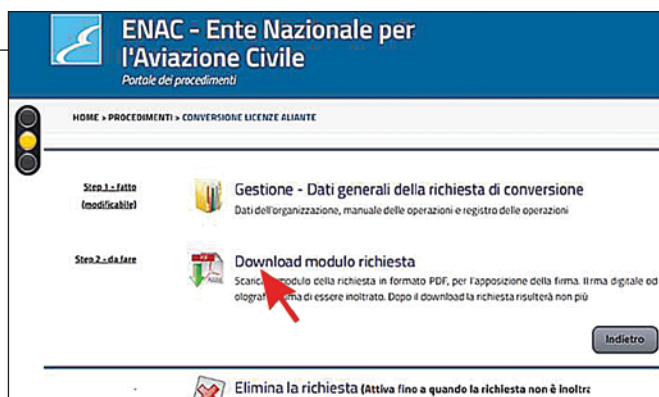 ENAC - Ente Nazionale per
l'Aviazione Civile
Portale dei procedimenti
HOME » PROCEDIMENTI » CONVERSIONE LICENZE ALIANTE
Step 1 - fatto
(modificabile)
Gestione - Dati generali della richiesta di conversione
Dati dell'organizzazione, manuale delle operazioni e registro delle operazioni
Step 2 - da fare
Download modulo richiesta
modulo della richiesta in formato PDF, per l'apposizione della firma. digitale od
di essere inoltrato. Dopo il download la richiesta risulterà non più
Indietro
Elimina la richiesta (Attiva fino a quando la richiesta non è inoltra